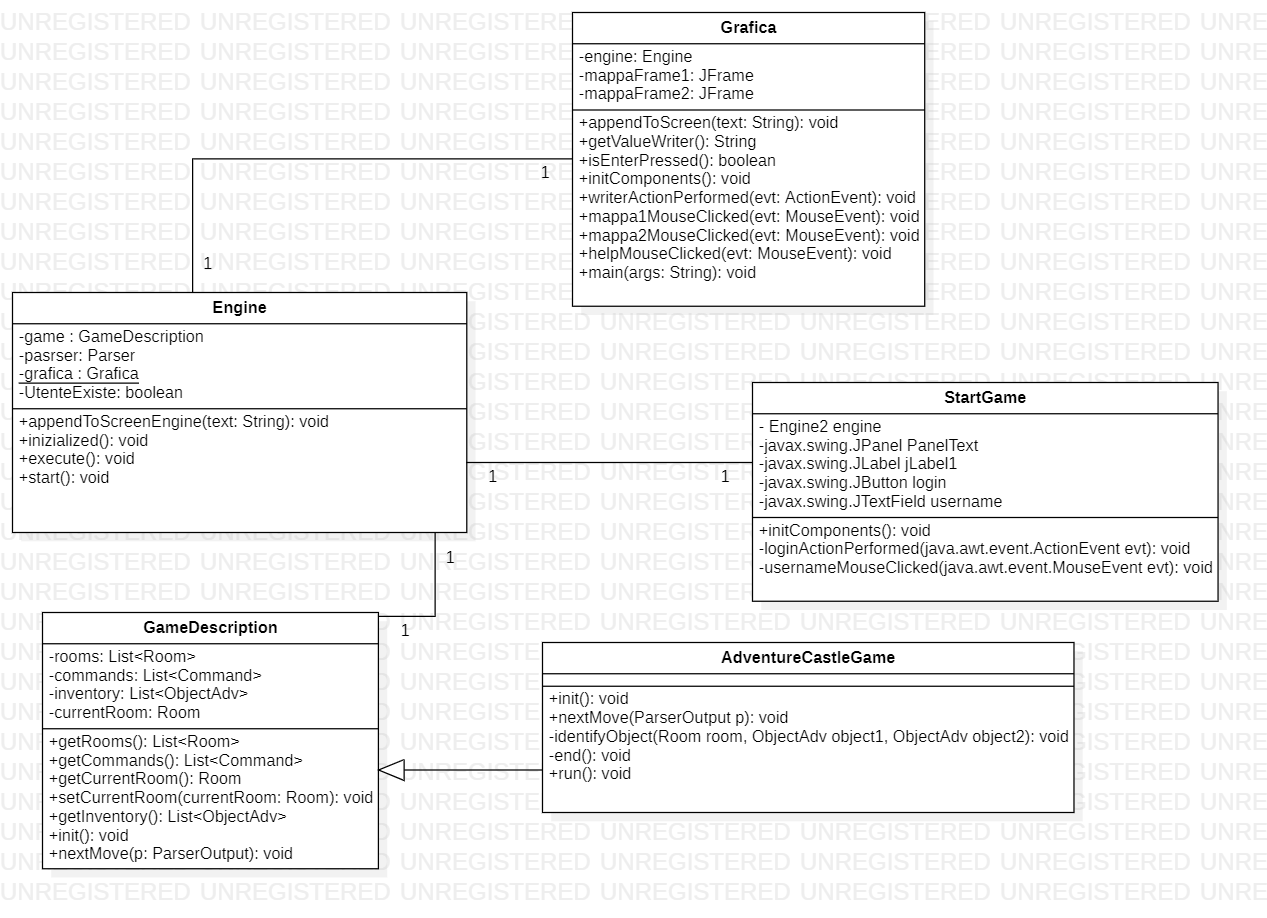 Grafica
-engine: Engine
-mappaFrame1: JFrame
-mappaFrame2: JFrame
+appendToScreen(text: String): void
+getValueWriter(): String
+isEnterPressed(): boolean
+initComponents(): void
+writerActionPerformed(evt: ActionEvent): void
+mappa1MouseClicked(evt: MouseEvent): void
+mappa2MouseClicked(evt: MouseEvent): void
+helpMouseClicked(evt: MouseEvent): void
+main(args: String): void
1
1
Engine
-game : GameDescription
-pasrser: Parser
-grafica : Grafica
-UtenteExiste: boolean
+appendToScreenEngine(text: String): void
+inizialized(): void
+execute(): void
+start(): void
1
1
StartGame
- Engine2 engine
-javax.swing.JPanel PanelText
-javax.swing.JLabel jLabel1
-javax.swing.JButton login
-javax.swing.JTextField username
+initComponents(): void
-loginActionPerformed(java.awt.event.ActionEvent evt): void
-usernameMouseClicked(java.awt.event.MouseEvent evt): void
1
1
GameDescription
-rooms: List<Room>
-commands: List<Command>
-inventory: List<ObjectAdv>
-currentRoom: Room
+getRooms(): List<Room>
+getCommands(): List<Command>
+getCurrentRoom(): Room
+setCurrentRoom(currentRoom: Room): void
+getInventory(): List<ObjectAdv>
+init(): void
+nextMove(p: ParserOutput): void
AdventureCastleGame
+init(): void
+nextMove(ParserOutput p): void
-identifyObject(Room room, ObjectAdv object1, ObjectAdv object2): void
-end(): void
+run(): void
UNREGISTERED